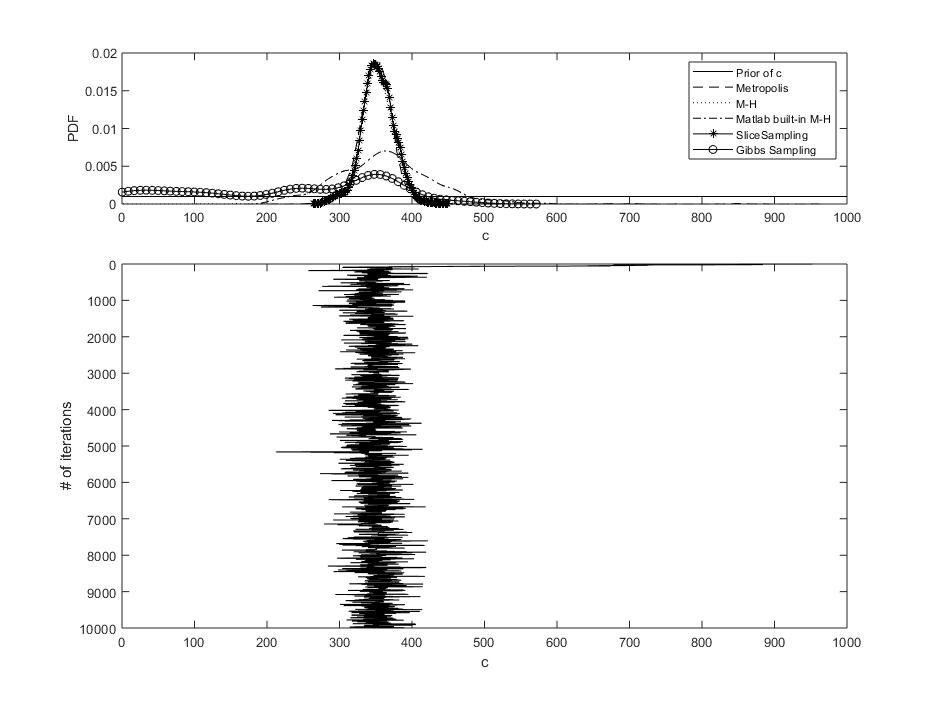 0.02
0.015
0.01
0.005
0
PDF
Prior of c
Metropolis
M-H
Matlab built-in M-H
SliceSampling
Gibbs Sampling
0 100 200 300 400 500 600 700 800 900 1000
c
0
1000
2000
3000
4000
5000
6000
7000
8000
9000
10000
# of iterations
0 100 200 300 400 500 600 700 800 900 1000
c